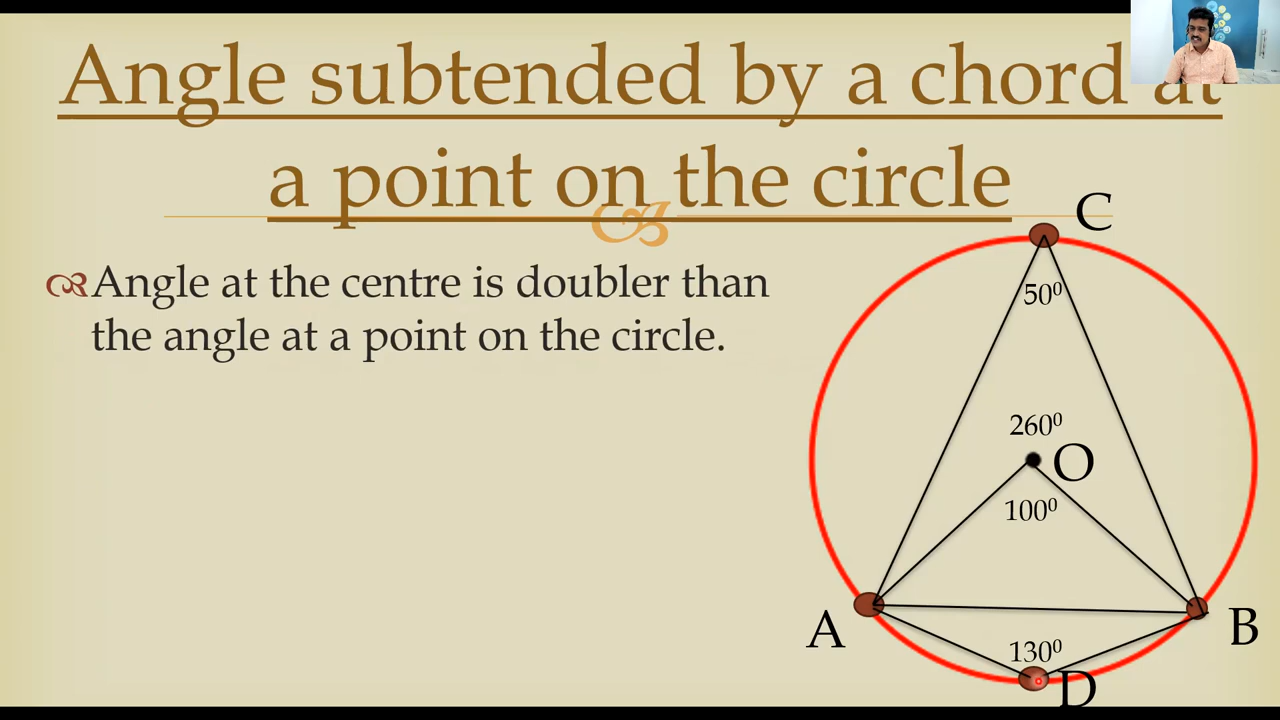 Angle subtended by a chord at
a point on the circle
Angle at the centre is doubler than
the angle at a point on the circle.
C
50⁰
260⁰
O
100⁰
A
B
130⁰
D